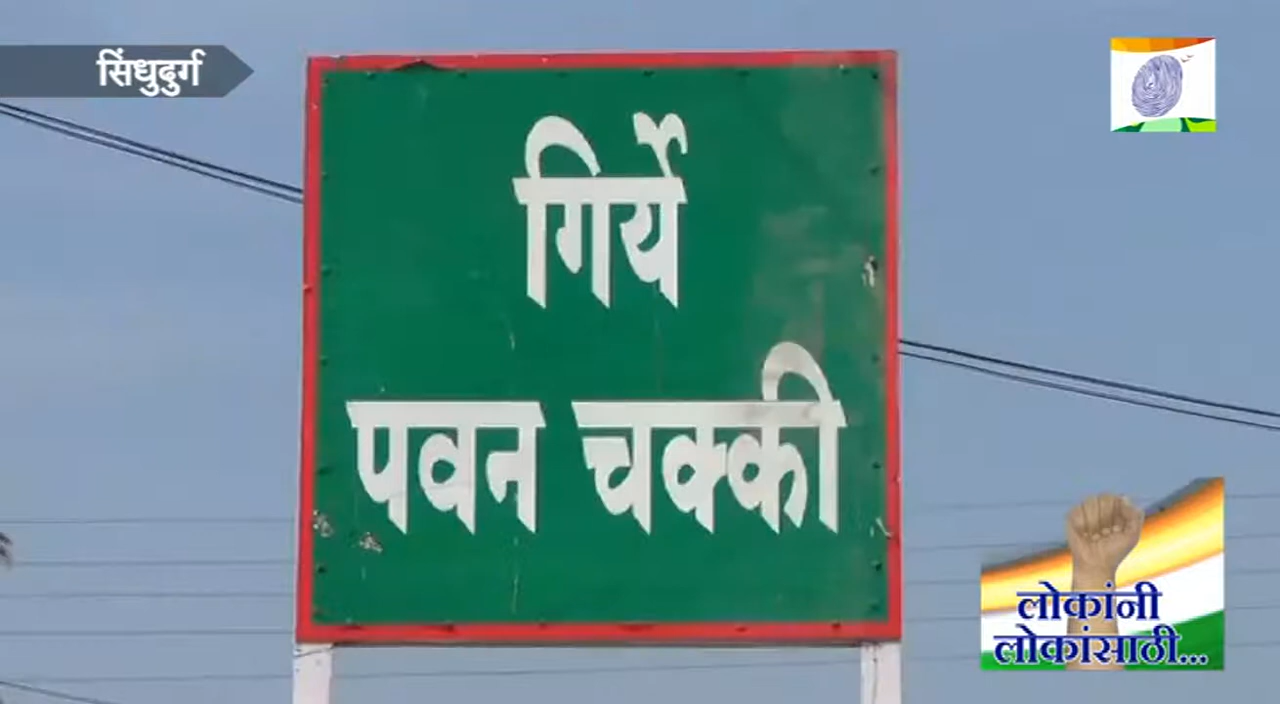 सिंधुदुर्ग
गिर्ये
पवन चक्की
लोकांनी
लोकांसाठी...